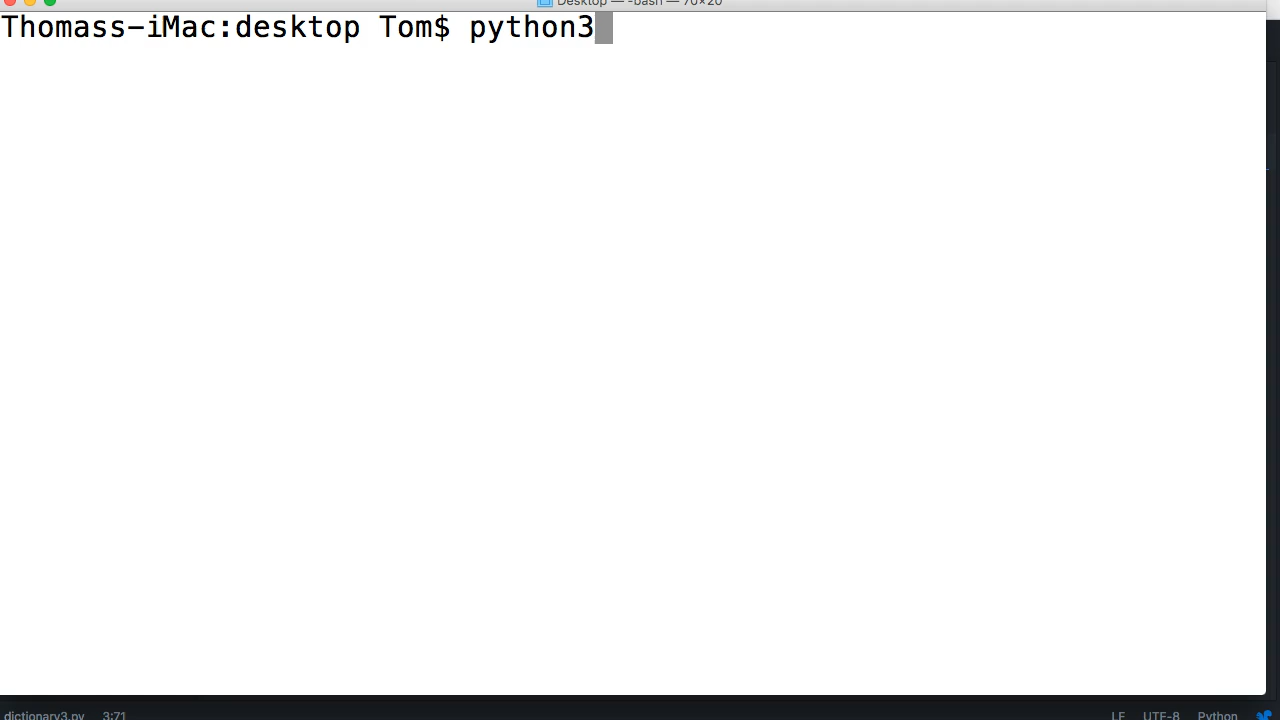 Desktop — -bash — 70×20
Thomass-iMac:desktop Tom$ python3
dictionary3.py 3:71 LF UTF-8 Python